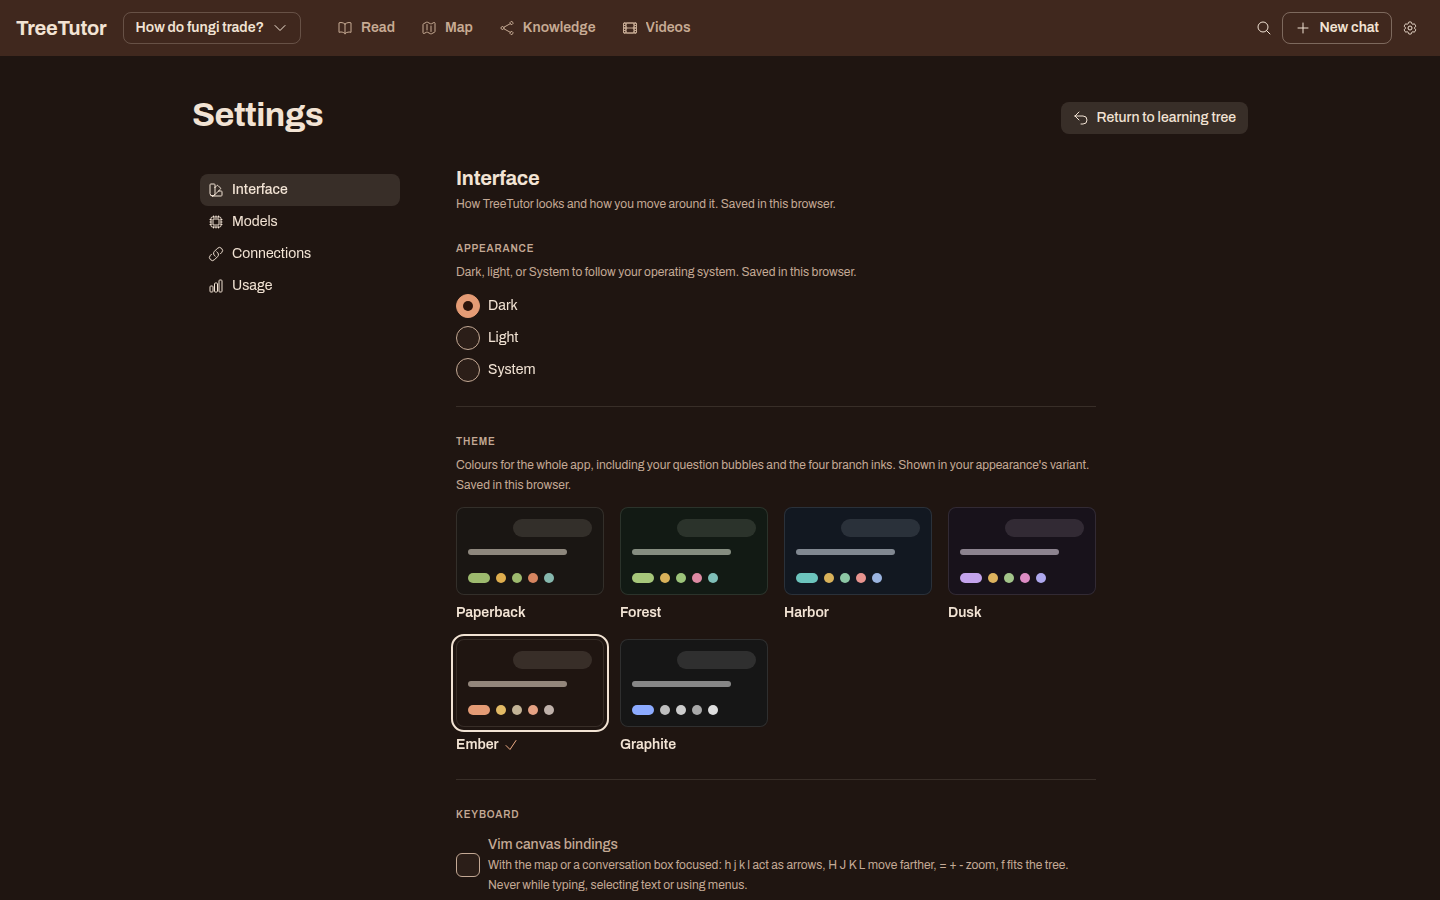 TreeTutor
How do fungi trade?
Read
Map
Knowledge
Videos
New chat
Settings
Return to learning tree
Interface
Models
Connections
Usage
Interface
How TreeTutor looks and how you move around it. Saved in this browser.
APPEARANCE
Dark, light, or System to follow your operating system. Saved in this browser.
Dark
Light
System
THEME
Colours for the whole app, including your question bubbles and the four branch inks. Shown in your appearance's variant.
Saved in this browser.
Paperback
Forest
Harbor
Dusk
Ember
Graphite
KEYBOARD
Vim canvas bindings
With the map or a conversation box focused: h j k l act as arrows, H J K L move farther, = + - zoom, f fits the tree.
Never while typing, selecting text or using menus.